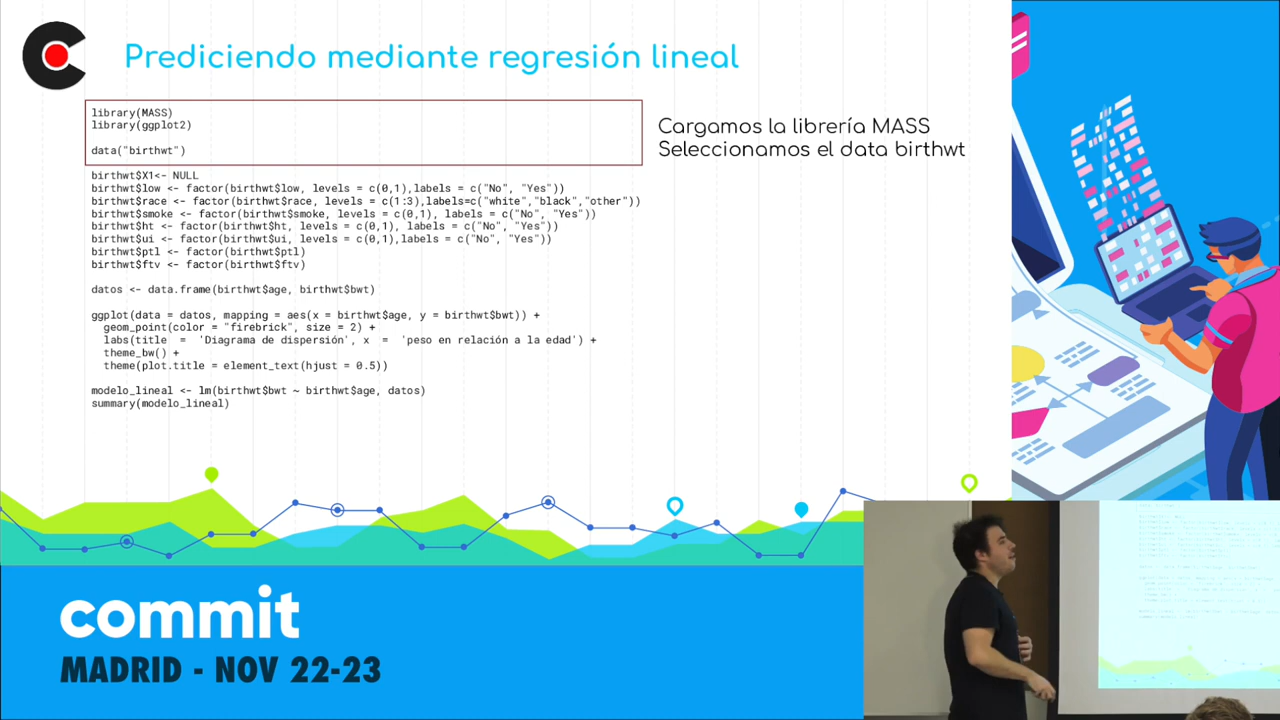 Prediciendo mediante regresión lineal
library(MASS)
library(ggplot2)
data("birthwt")
Cargamos la librería MASS
Seleccionamos el data birthwt
birthwt$X1<- NULL
birthwt$low <- factor(birthwt$low, levels = c(0,1),labels = c("No", "Yes"))
birthwt$race <- factor(birthwt$race, levels = c(1:3),labels=c("white","black","other"))
birthwt$smoke <- factor(birthwt$smoke, levels = c(0,1), labels = c("No", "Yes"))
birthwt$ht <- factor(birthwt$ht, levels = c(0,1), labels = c("No", "Yes"))
birthwt$ui <- factor(birthwt$ui, levels = c(0,1),labels = c("No", "Yes"))
birthwt$ptl <- factor(birthwt$ptl)
birthwt$ftv <- factor(birthwt$ftv)
datos <- data.frame(birthwt$age, birthwt$bwt)
ggplot(data = datos, mapping = aes(x = birthwt$age, y = birthwt$bwt)) +
geom_point(color = "firebrick", size = 2) +
labs(title = 'Diagrama de dispersión', x = 'peso en relación a la edad') +
theme_bw() +
theme(plot.title = element_text(hjust = 0.5))
modelo_lineal <- lm(birthwt$bwt ~ birthwt$age, datos)
summary(modelo_lineal)
commit
MADRID - NOV 22-23